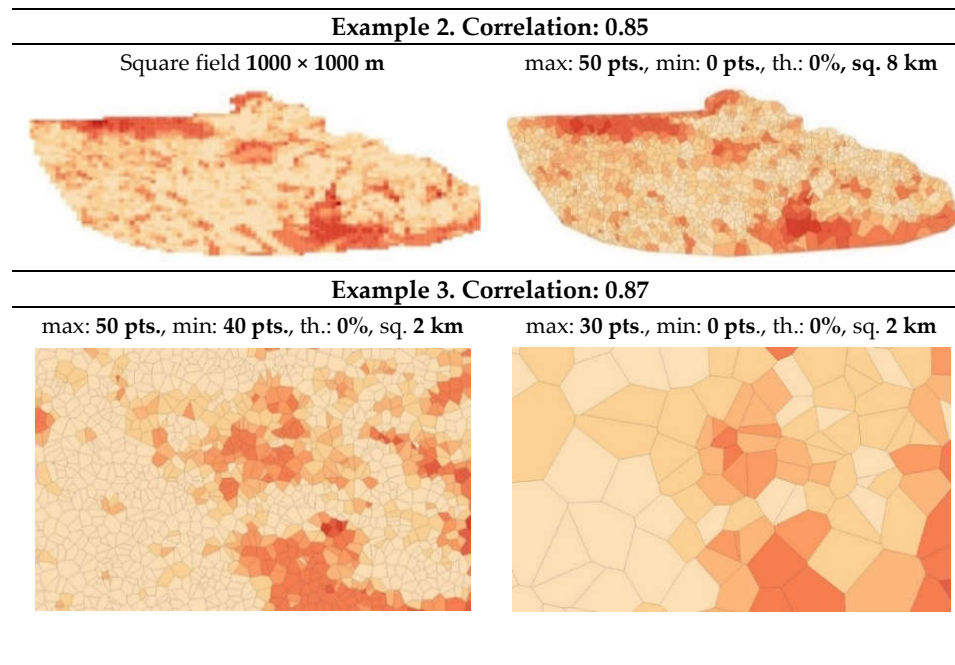 Example 2. Correlation: 0.85
Square field 1000 × 1000 m
max: 50 pts., min: 0 pts., th.: 0%, sq. 8 km
Example 3. Correlation: 0.87
max: 50 pts., min: 40 pts., th.: 0%, sq. 2 km
max: 30 pts., min: 0 pts., th.: 0%, sq. 2 km